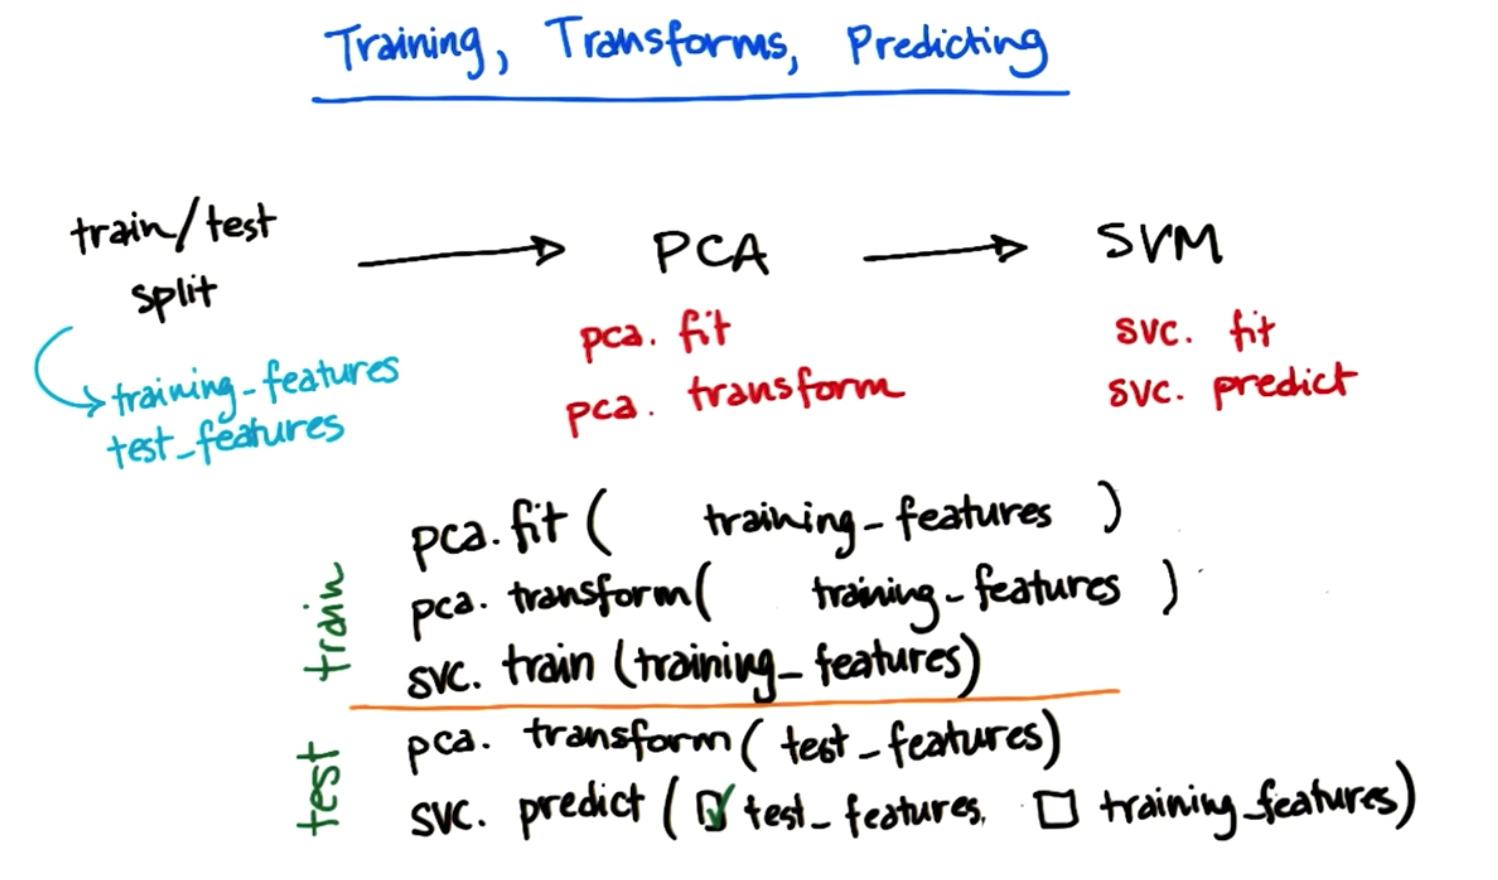 Training, Transforms, Predicting
train/test
split
PCA
SVM
training_features
test_features
pca. fit
pca. transform
svc. fit
svc. predict
train
pca.fit ( training_features )
pca. transform( training_features )
svc. train (training_features)
test
pca. transform( test_features)
svc. predict ( test_features, training_features)